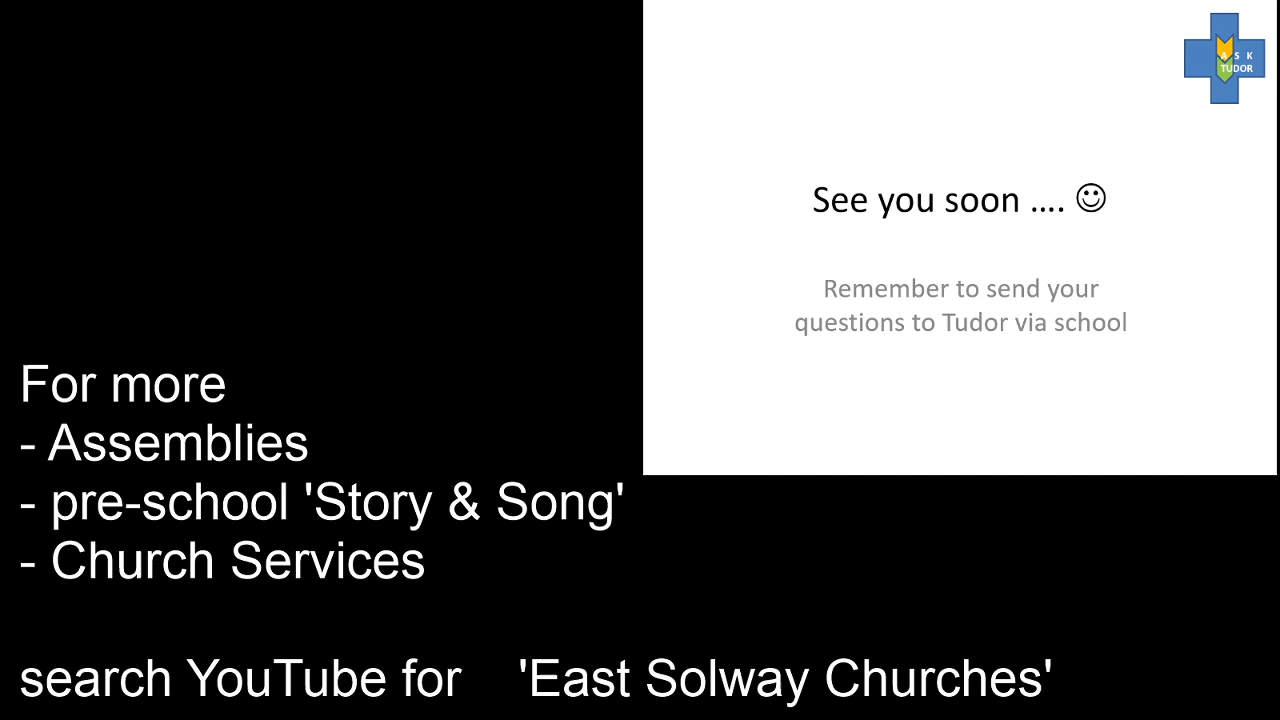 A S K
TUDOR
See you soon .... ☺
Remember to send your
questions to Tudor via school
For more
- Assemblies
- pre-school 'Story & Song'
- Church Services
search YouTube for 'East Solway Churches'